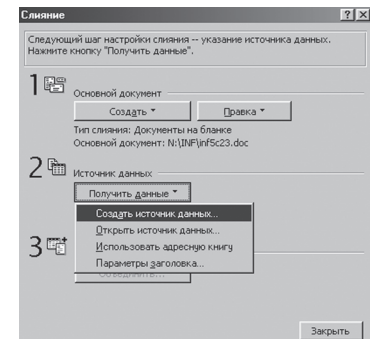 Слияние
Следующий шаг настройки слияния -- указание источника данных.
Нажмите кнопку "Получить данные".
1
Основной документ
Создать
Правка
Тип слияния: Документы на бланке
Основной документ: N:\INF\inf5c23.doc
2
Источник данных
Получить данные
Создать источник данных...
Открыть источник данных...
Использовать адресную книгу
Параметры заголовка...
3
Объединить...
Закрыть